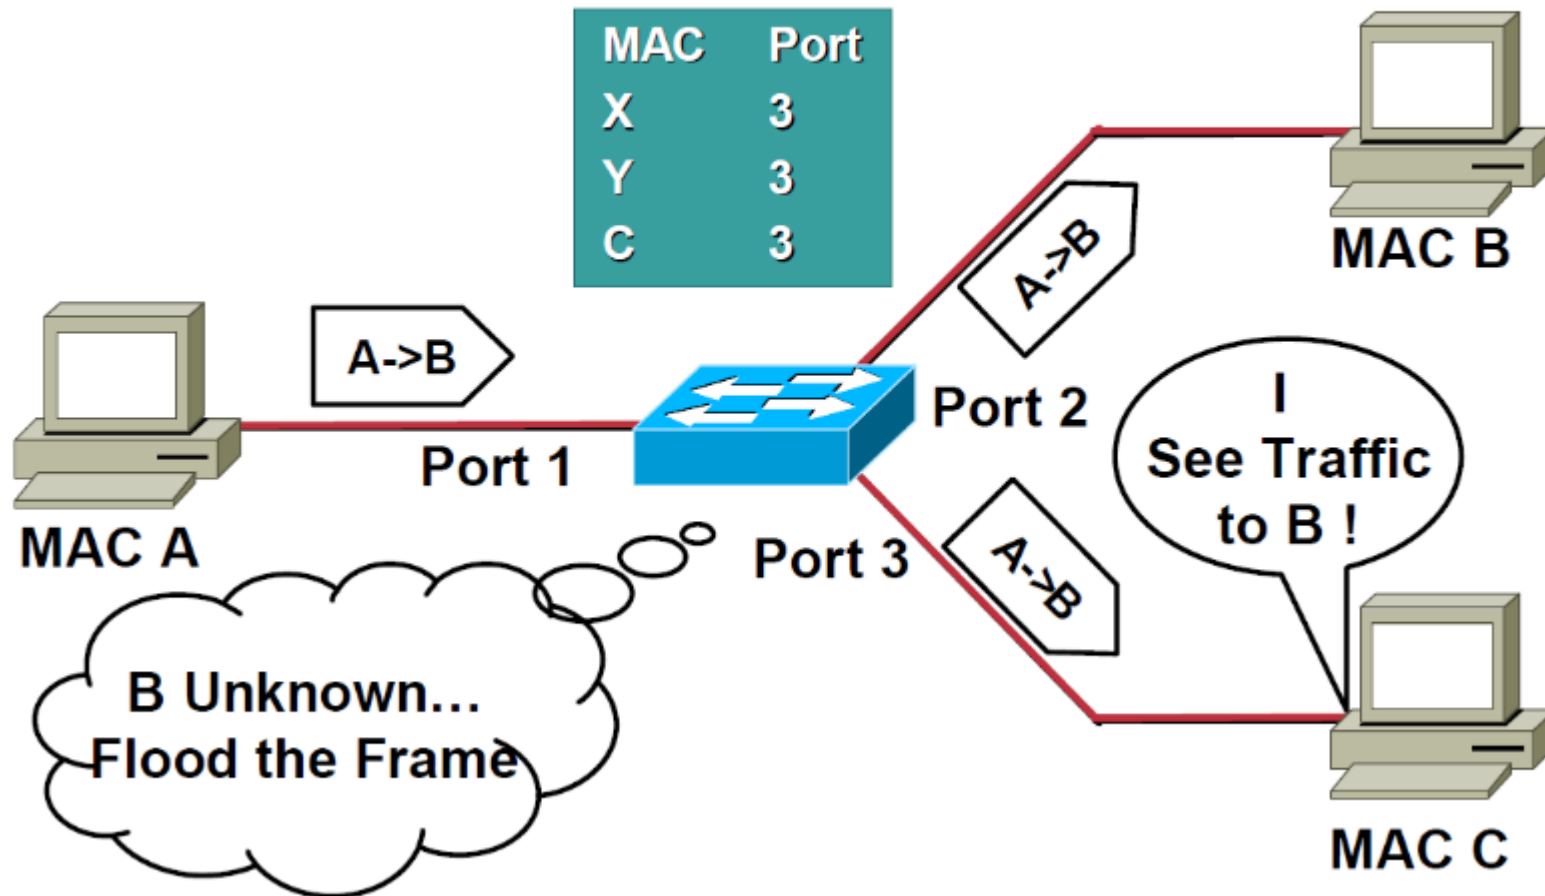 MAC Port
X 3
Y 3
C 3
MAC B
A->B
A->B
Port 1
Port 2
I
See Traffic
to B !
MAC A
Port 3
A->B
B Unknown…
Flood the Frame
MAC C